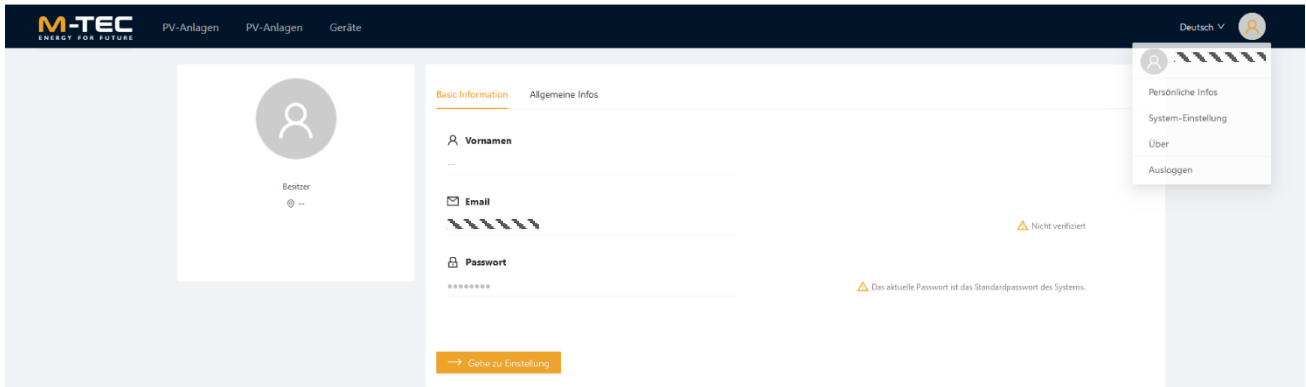 M-TEC
ENERGY FOR FUTURE
PV-Anlagen PV-Anlagen Geräte
Deutsch
Persönliche Infos
System-Einstellung
Über
Ausloggen
Besitzer
--
Basic Information Allgemeine Infos
Vornamen
--
Email
Nicht verifiziert
Passwort
Das aktuelle Passwort ist das Standardpasswort des Systems.
→ Gehe zu Einstellung